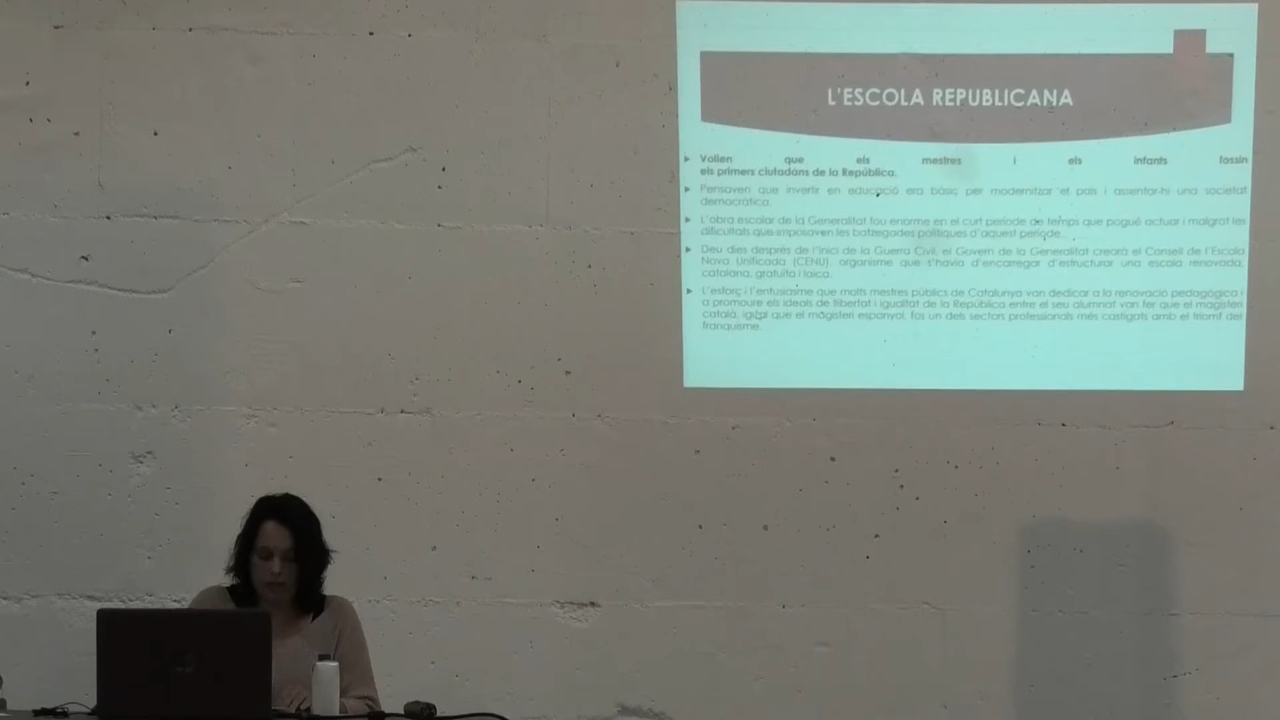 L'ESCOLA REPUBLICANA
Volien que els mestres i els infants fossin
els primers ciutadans de la República.
Pensaven que invertir en educació era bàsic per modernitzar el país i assentar-hi una societat
democràtica.
L'obra escolar de la Generalitat fou enorme en el curt període de temps que pogué actuar i malgrat les
dificultats que imposaven les batzegades polítiques d'aquest període.
Deu dies després de l'inici de la Guerra Civil, el Govern de la Generalitat crearà el Consell de l'Escola
Nova Unificada (CENU), organisme que s'havia d'encarregar d'estructurar una escola renovada,
catalana, gratuïta i laica.
L'esforç i l'entusiasme que molts mestres públics de Catalunya van dedicar a la renovació pedagògica i
a promoure els ideals de llibertat i igualtat de la República entre el seu alumnat van fer que el magisteri
català, igual que el magisteri espanyol, fos un dels sectors professionals més castigats amb el triomf del
franquisme.